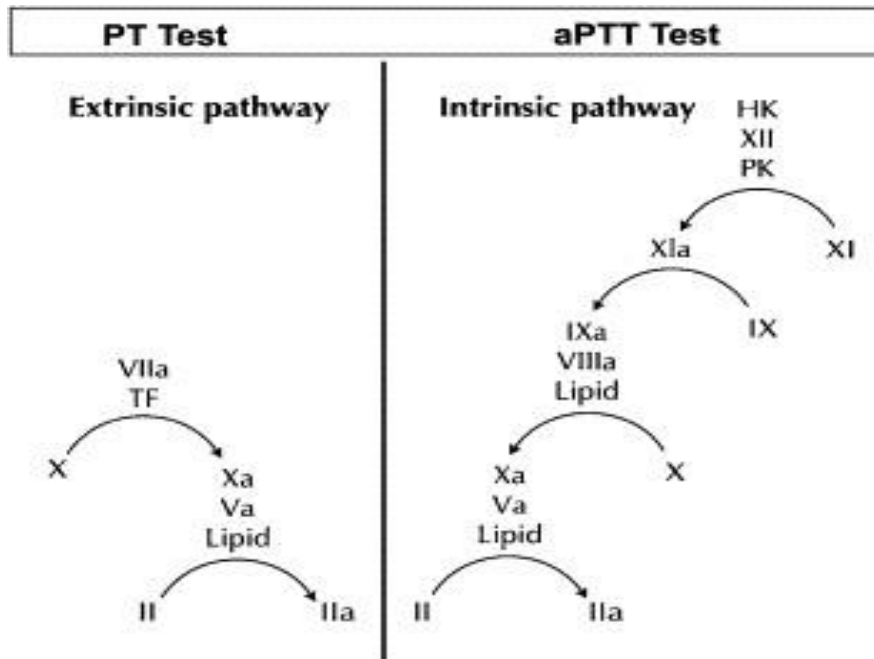 PT Test
aPTT Test
Extrinsic pathway
VIIa
TF
X
Xa
Va
Lipid
II
IIa
Intrinsic pathway
HK
XII
PK
XIa
XI
IXa
VIIIa
Lipid
IX
Xa
Va
Lipid
X
II
IIa